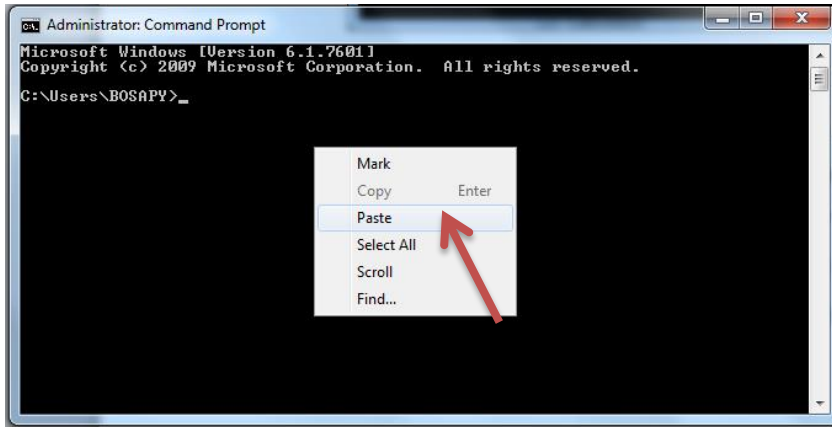 Administrator: Command Prompt
Microsoft Windows [Version 6.1.7601]
Copyright (c) 2009 Microsoft Corporation.  All rights reserved.
C:\Users\BOSAPY>_
Mark
Copy Enter
Paste
Select All
Scroll
Find...